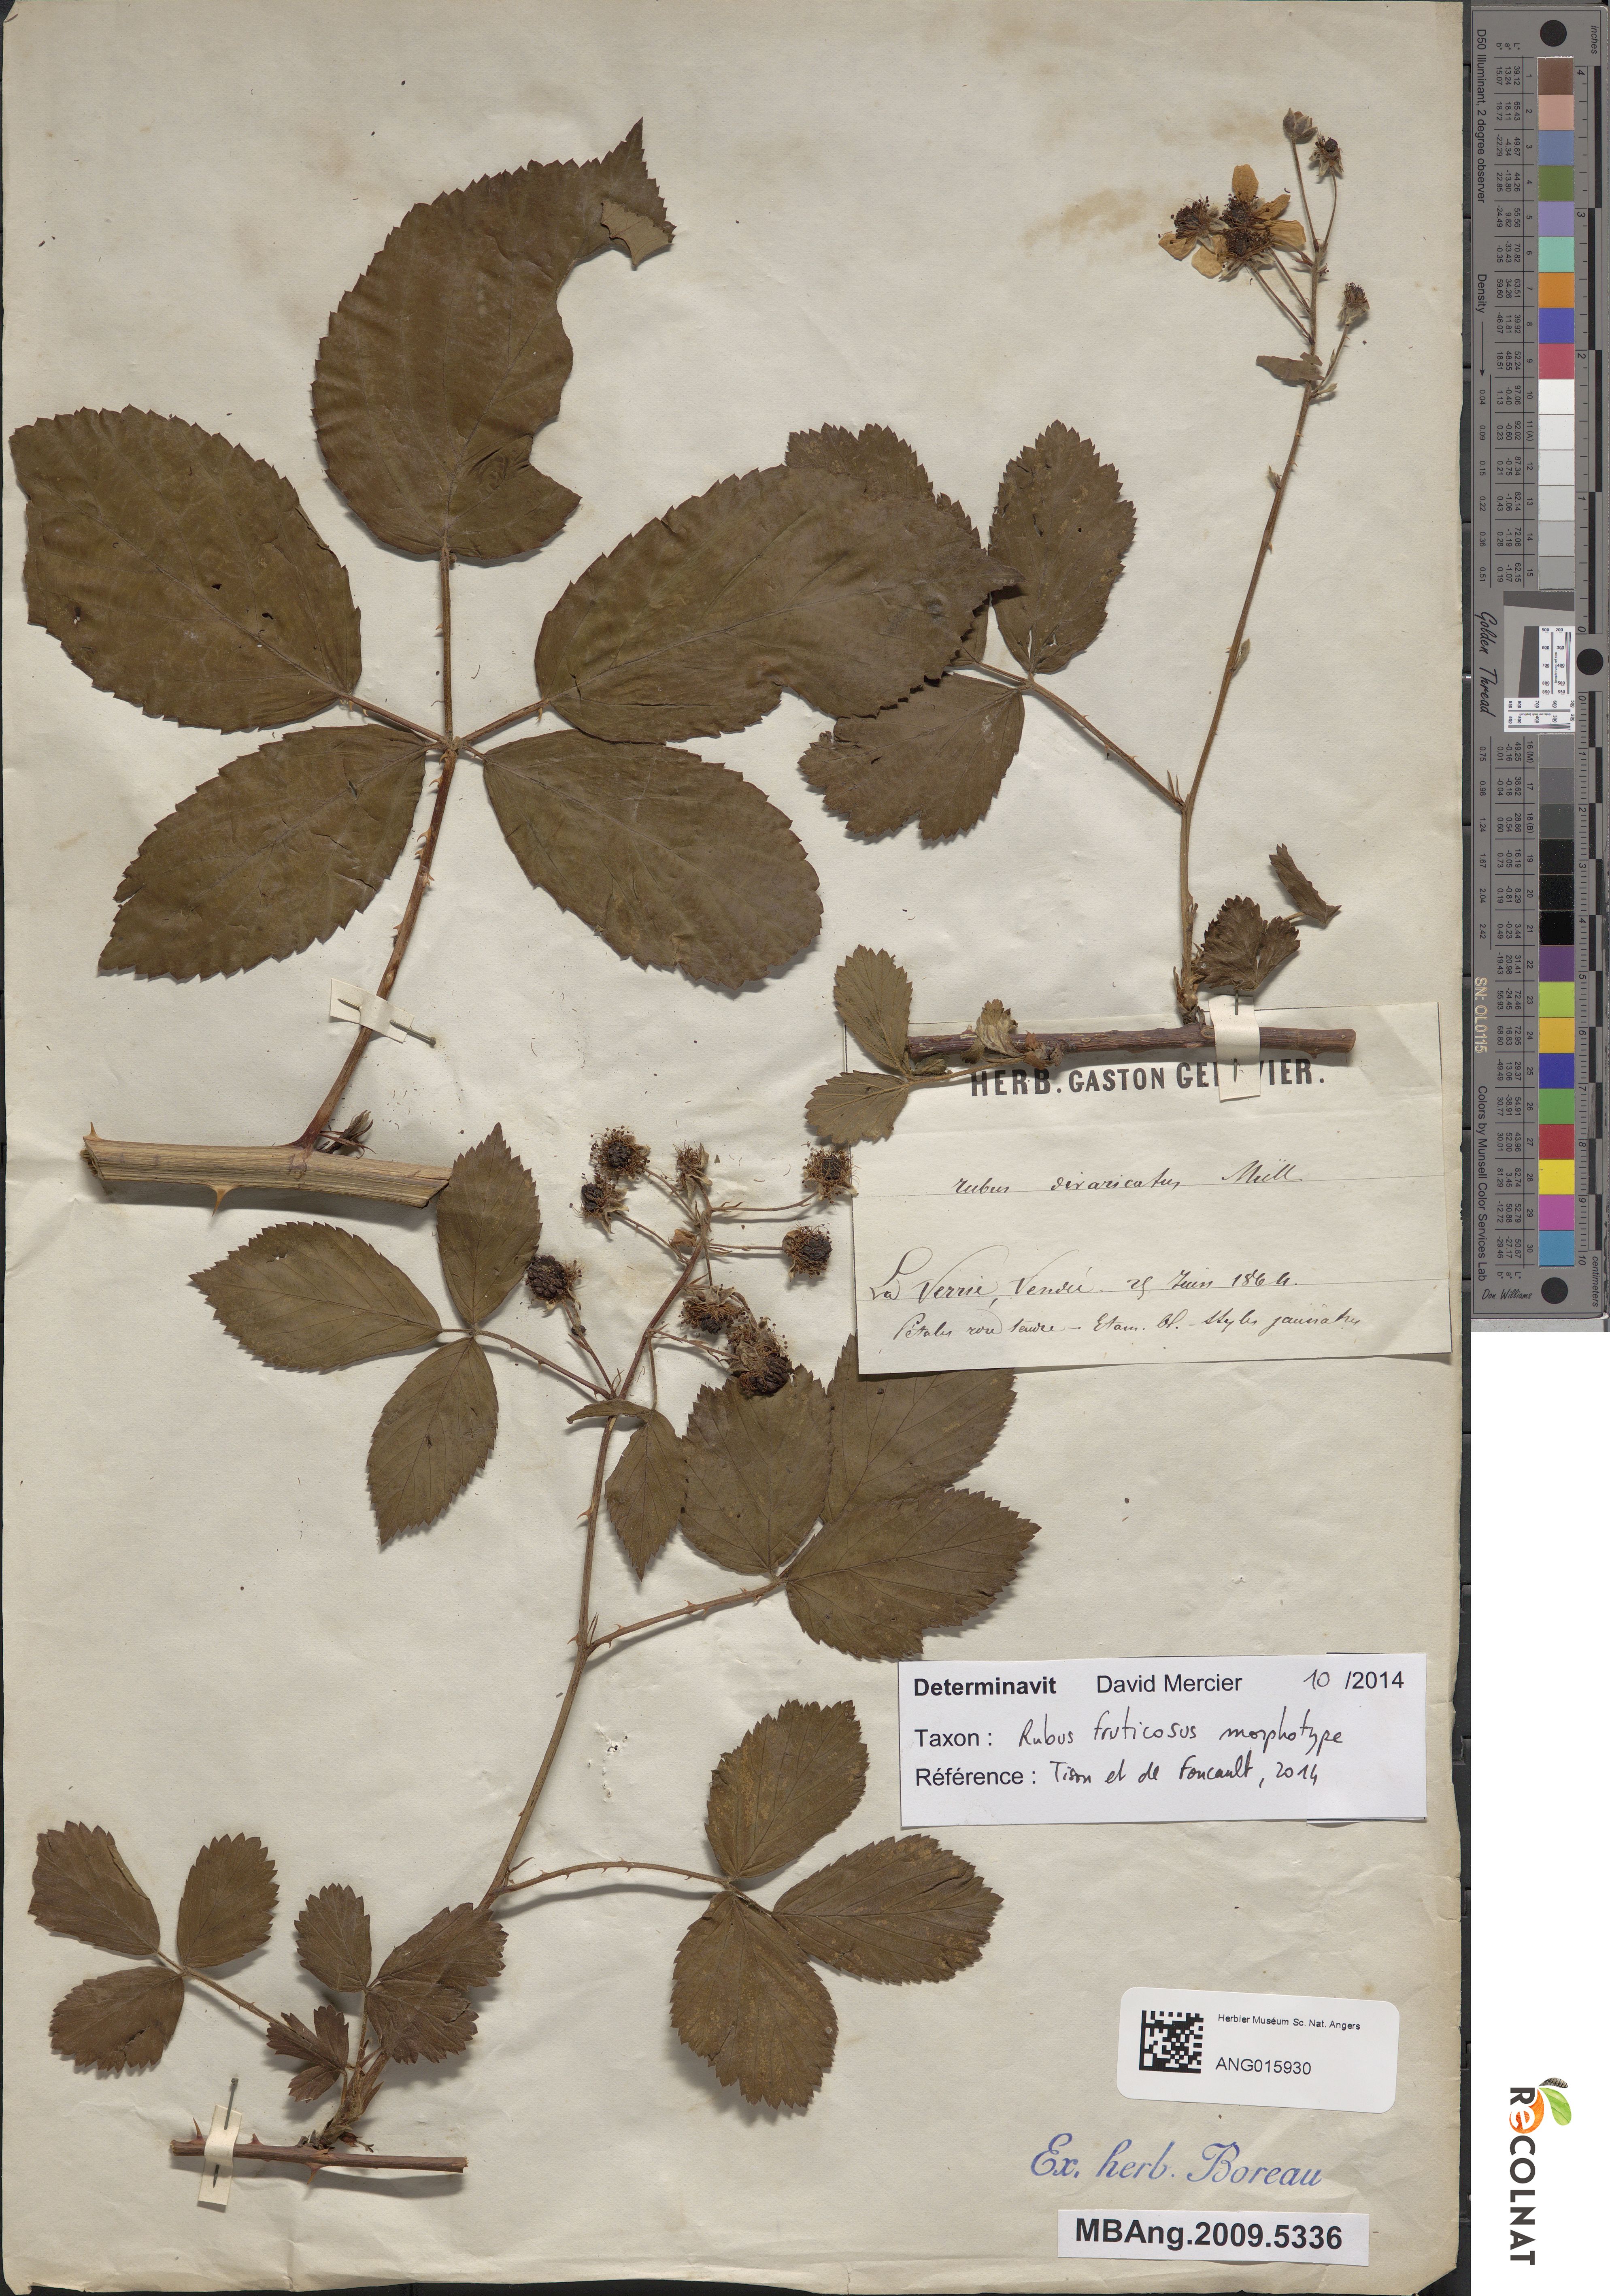 HERB. GASTON GE VIER.
rubus divaricatus Müll.
La Verrie, Vendée. 25 Juin 1864.
Pétales rose tendre – Etam. bl. – styles jaunâtres
Determinavit David Mercier 10 /2014
Taxon : Rubus fruticosus morphotype
Référence : Tison et de Foucault, 2014
Herbier Muséum Sc. Nat. Angers
ANG015930
Ex. herb. Boreau
MBAng.2009.5336
RECOLNAT
D50 Illuminant, 2 degree observer
Density
Golden Thread
SN: OL0115
Colors by Munsell Color Services Lab
inches
centimeters
Don Williams